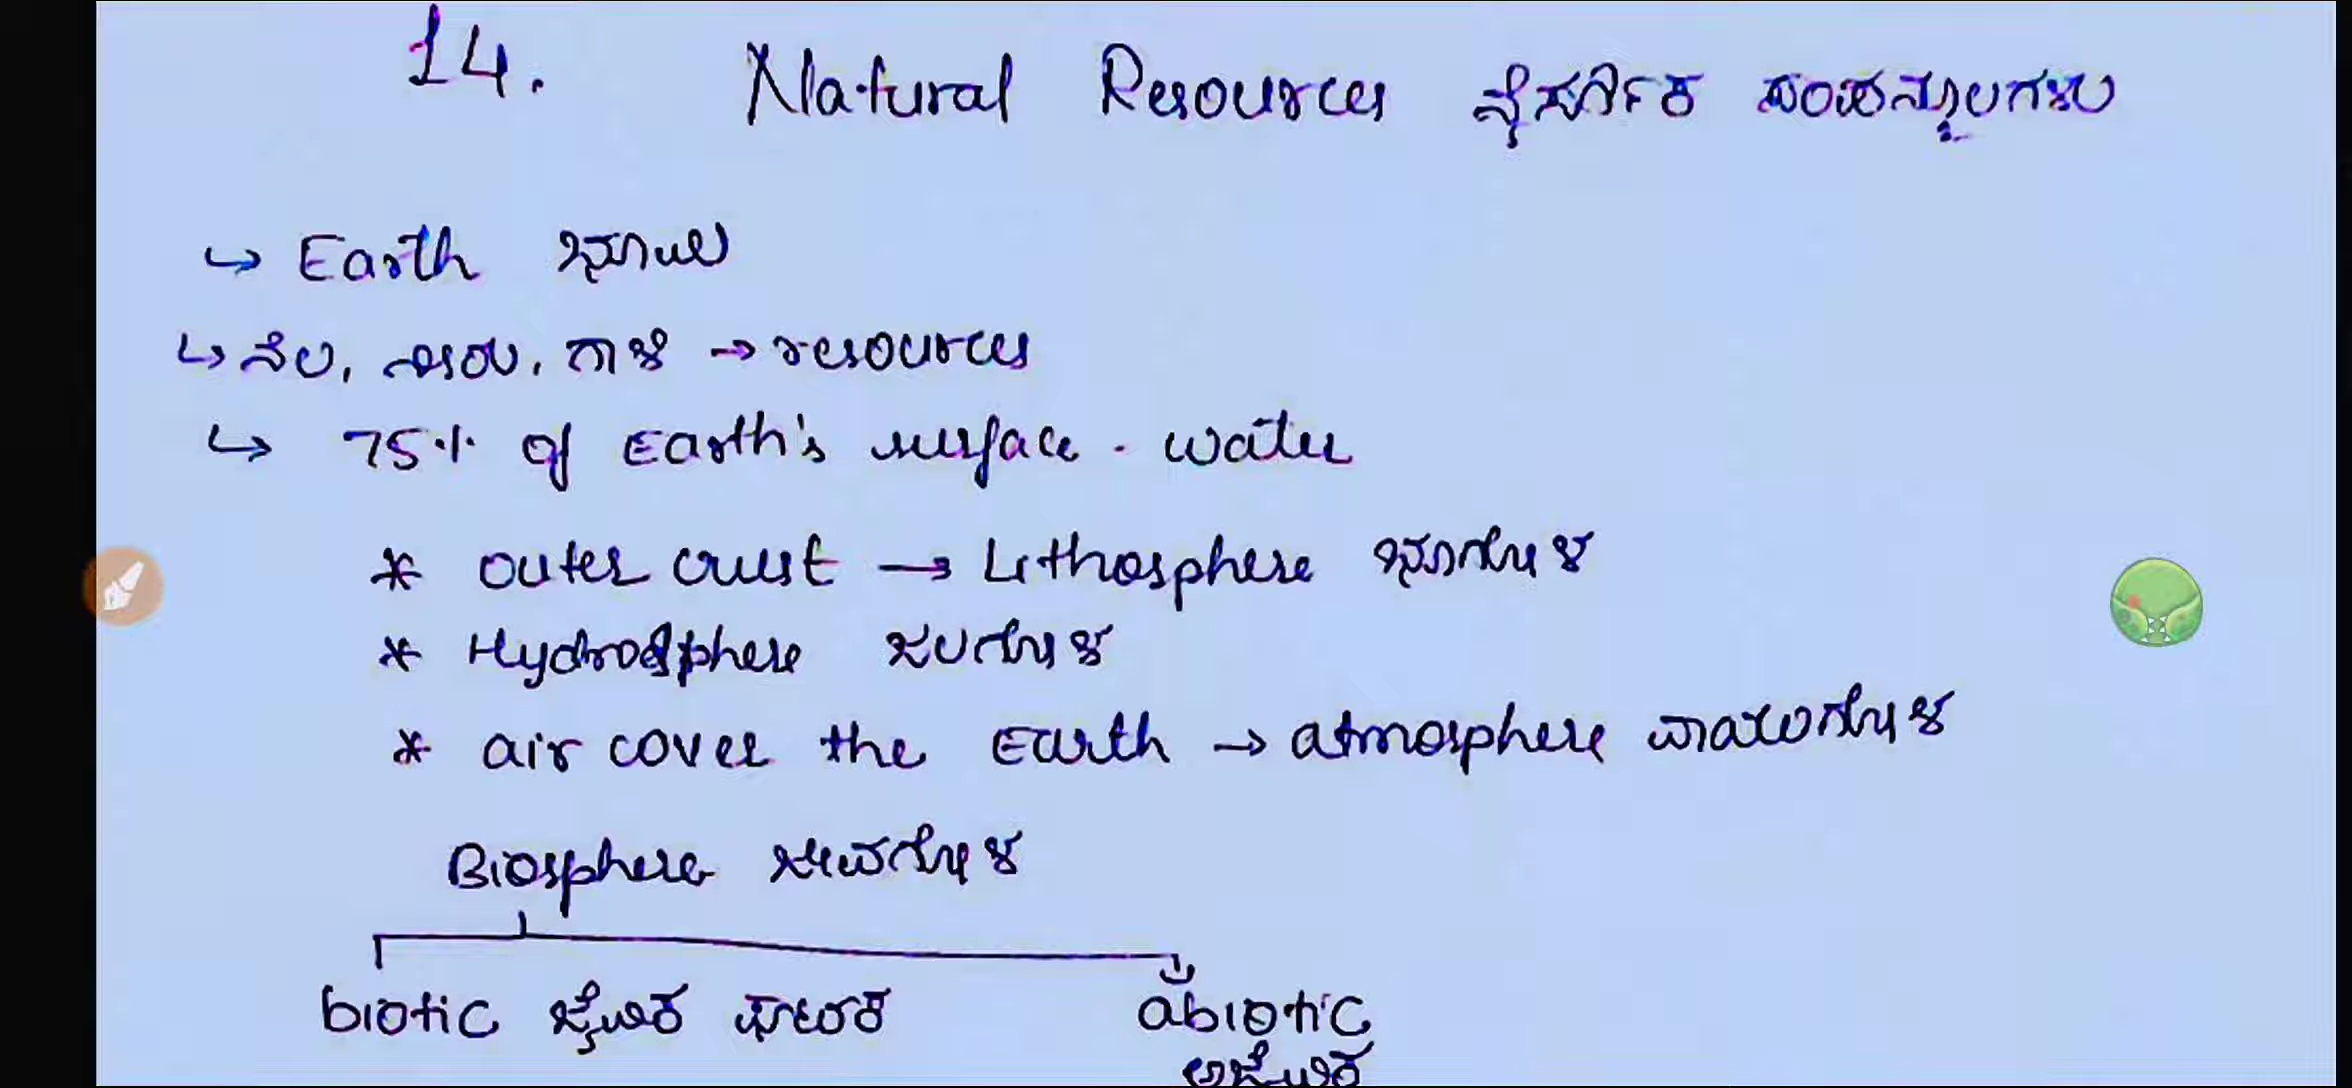 14. Natural Resources ನೈಸರ್ಗಿಕ ಸಂಪನ್ಮೂಲಗಳು
↳ Earth ಭೂಮಿ
↳ ನೆಲ, ನೀರು, ಗಾಳಿ → resources
↳ 75% of Earth's surface - water
* outer crust → Lithosphere ಭೂಗೋಳ
* Hydrosphere ಜಲಗೋಳ
* air cover the Earth → atmosphere ವಾಯುಗೋಳ
Biosphere ಜೀವಗೋಳ
biotic ಜೈವಿಕ ಘಟಕ abiotic
ಅಜೈವಿಕ